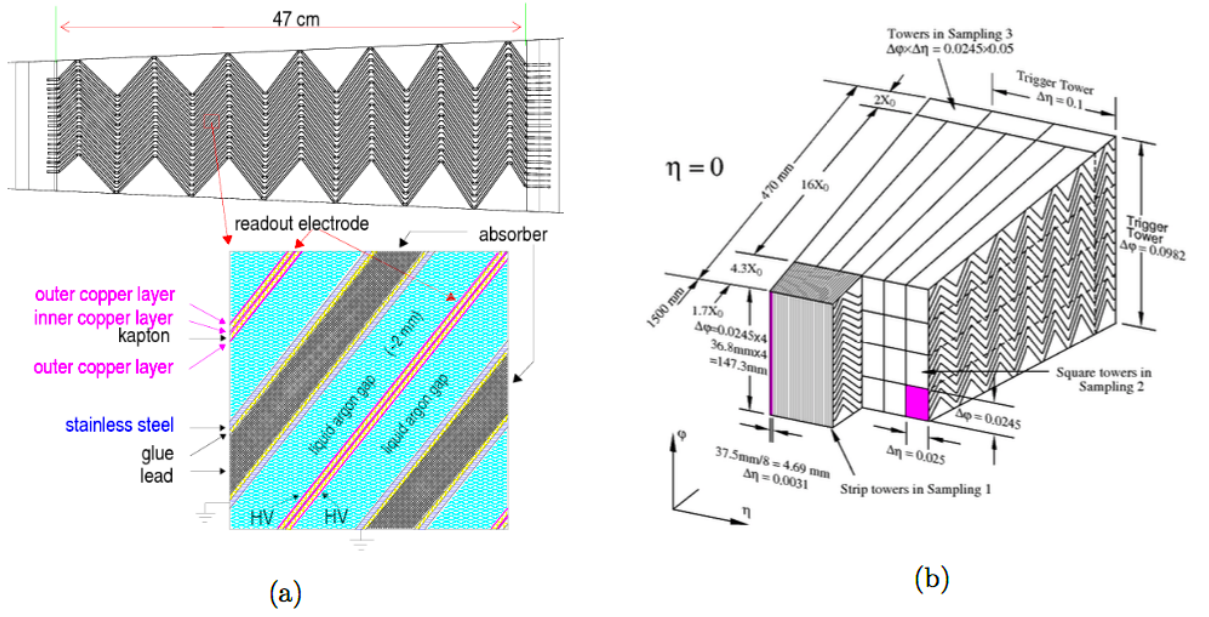 47 cm
readout electrode
absorber
outer copper layer
inner copper layer
kapton
outer copper layer
stainless steel
glue
lead
(~2 mm)
liquid argon gap
liquid argon gap
HV
HV
(a)
Towers in Sampling 3
Δφ×Δη = 0.0245×0.05
Trigger Tower
Δη = 0.1
2X0
η = 0
470 mm
16X0
Trigger
Tower
Δφ = 0.0982
4.3X0
1500 mm
1.7X0
Δφ=0.0245x4
36.8mmx4
=147.3mm
Square towers in
Sampling 2
Δφ = 0.0245
Δη = 0.025
37.5mm/8 = 4.69 mm
Δη = 0.0031
Strip towers in Sampling 1
φ
η
(b)